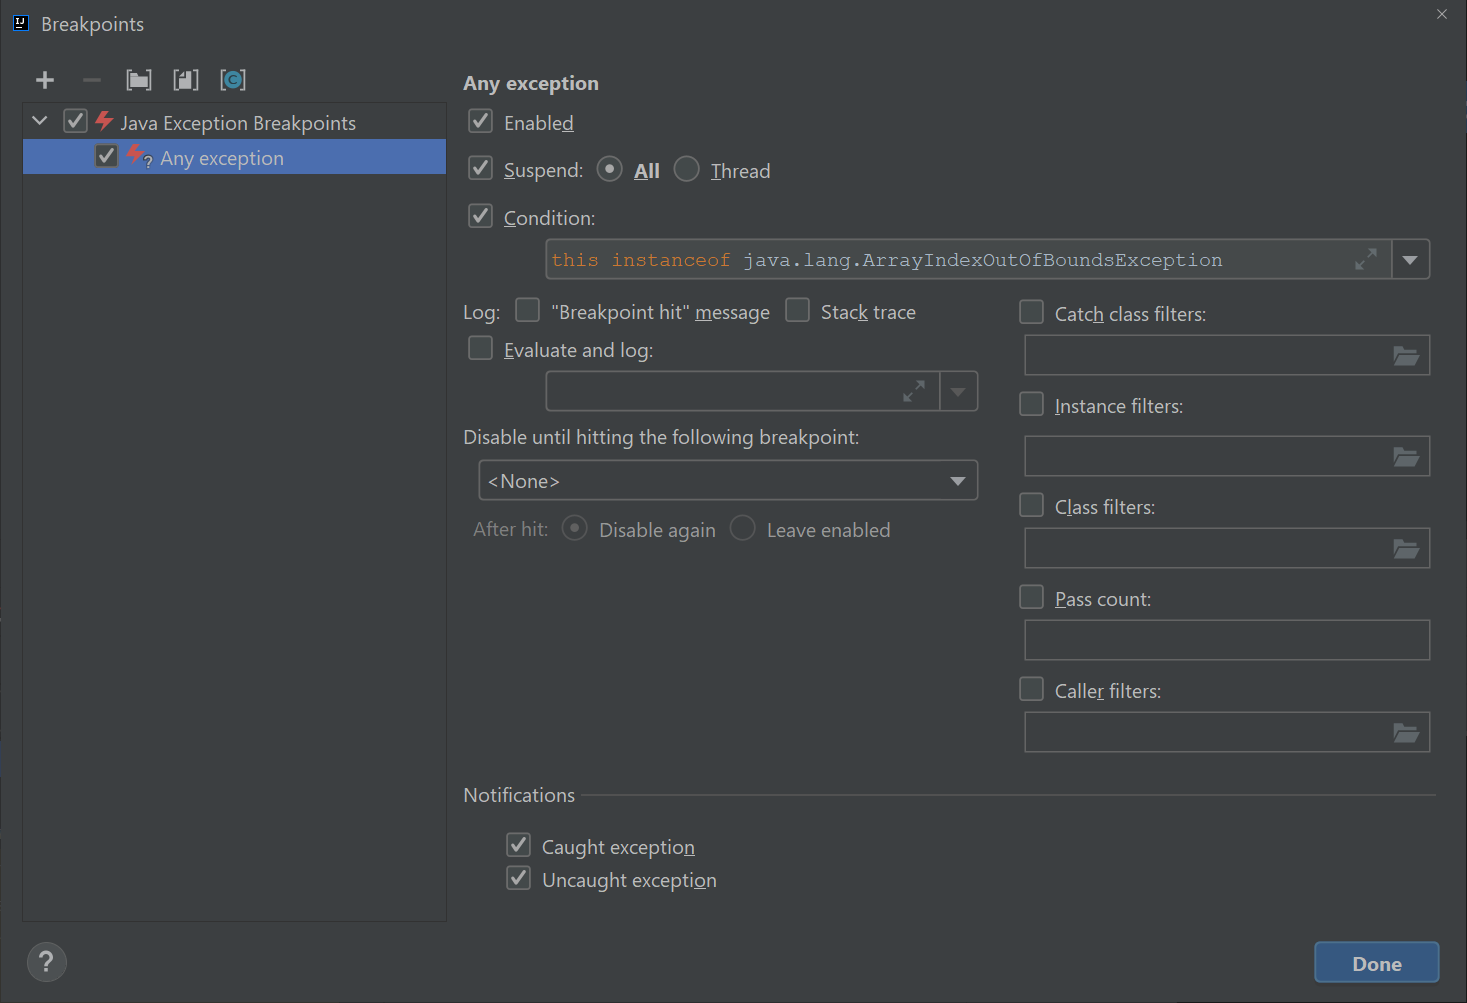 Breakpoints
Java Exception Breakpoints
Any exception
Any exception
Enabled
Suspend: All Thread
Condition:
this instanceof java.lang.ArrayIndexOutOfBoundsException
Log: "Breakpoint hit" message Stack trace
Evaluate and log:
Disable until hitting the following breakpoint:
<None>
After hit: Disable again Leave enabled
Catch class filters:
Instance filters:
Class filters:
Pass count:
Caller filters:
Notifications
Caught exception
Uncaught exception
?
Done